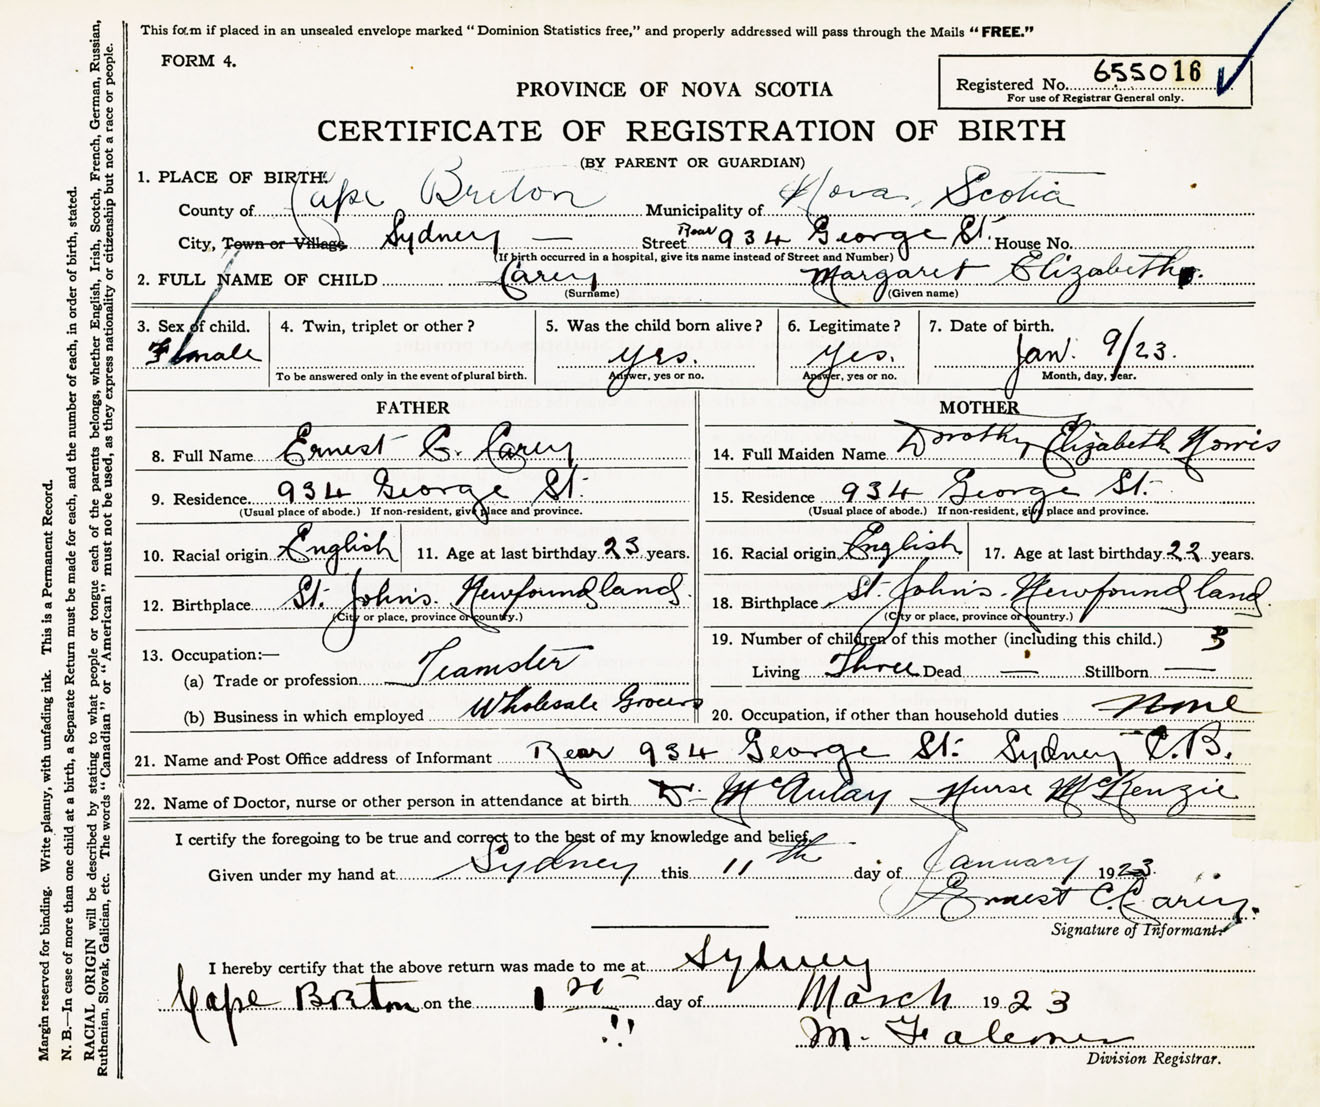 This form if placed in an unsealed envelope marked "Dominion Statistics free," and properly addressed will pass through the Mails "FREE."
FORM 4.
Registered No. 655016
For use of Registrar General only.
PROVINCE OF NOVA SCOTIA
CERTIFICATE OF REGISTRATION OF BIRTH
(BY PARENT OR GUARDIAN)
1. PLACE OF BIRTH:
County of Cape Breton Municipality of Nova Scotia
City, Town or Village Sydney — Street Rear 934 George St. House No.
(If birth occurred in a hospital, give its name instead of Street and Number)
2. FULL NAME OF CHILD Carey Margaret Elizabeth
(Surname) (Given name)
3. Sex of child. 4. Twin, triplet or other? 5. Was the child born alive? 6. Legitimate? 7. Date of birth.
Female yes. yes. Jan. 9/23.
To be answered only in the event of plural birth. Answer, yes or no. Answer, yes or no. Month, day, year.
FATHER MOTHER
8. Full Name Ernest C. Carey 14. Full Maiden Name Dorothy Elizabeth Norris
9. Residence 934 George St. 15. Residence 934 George St.
(Usual place of abode.) If non-resident, give place and province. (Usual place of abode.) If non-resident, give place and province.
10. Racial origin English 11. Age at last birthday 23 years. 16. Racial origin English 17. Age at last birthday 22 years.
12. Birthplace St. John's. Newfoundland. 18. Birthplace St. John's. Newfoundland.
(City or place, province or country.) (City or place, province or country.)
13. Occupation:— 19. Number of children of this mother (including this child.) 3
(a) Trade or profession Teamster Living Three Dead — Stillborn —
(b) Business in which employed Wholesale Grocers 20. Occupation, if other than household duties None
21. Name and Post Office address of Informant Rear 934 George St. Sydney C.B.
22. Name of Doctor, nurse or other person in attendance at birth Dr. McAulay Nurse McKenzie
I certify the foregoing to be true and correct to the best of my knowledge and belief.
Given under my hand at Sydney this 11th day of January 1923.
Ernest C. Carey.
Signature of Informant.
I hereby certify that the above return was made to me at Sydney
Cape Breton on the 1 day of March 1923
M. Falconer
Division Registrar.
Margin reserved for binding. Write plainly, with unfading ink. This is a Permanent Record.
N. B.—In case of more than one child at a birth, a Separate Return must be made for each, and the number of each, in order of birth, stated.
RACIAL ORIGIN will be described by stating to what people or tongue each of the parents belongs, whether English, Irish, Scotch, French, German, Russian,
Ruthenian, Slovak, Galician, etc. The words "Canadian" or "American" must not be used, as they express nationality or citizenship but not a race or people.